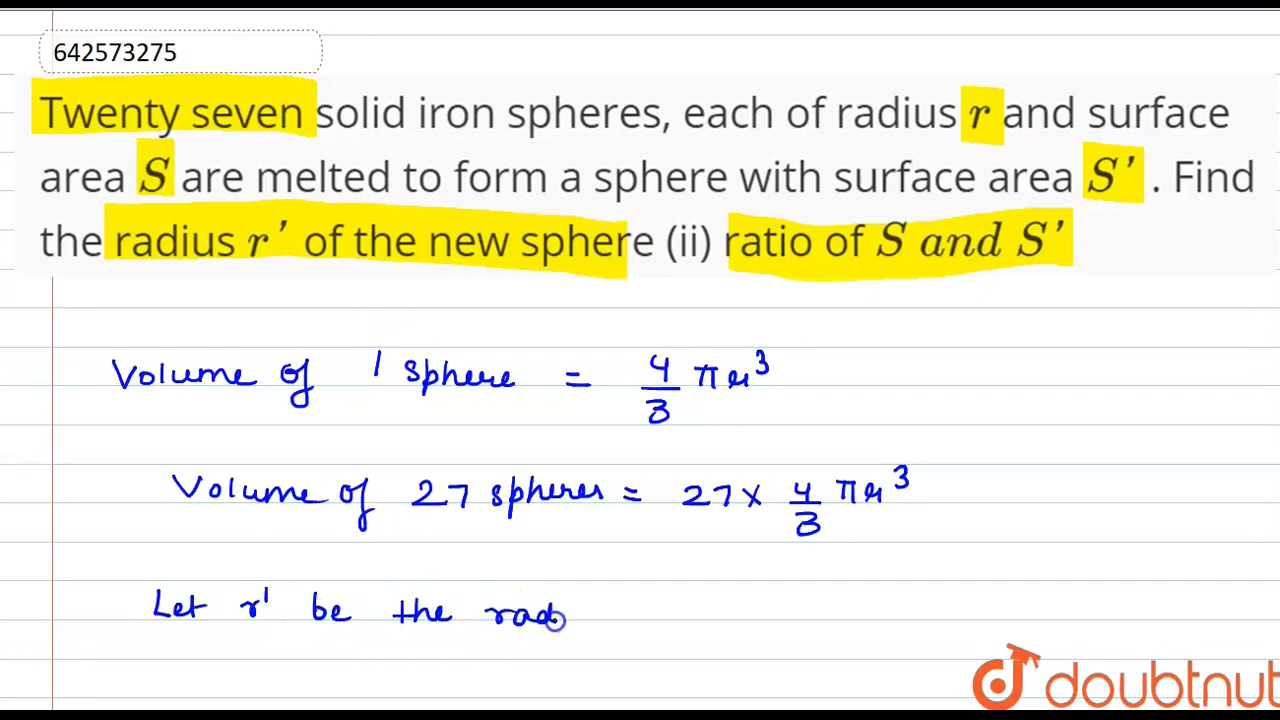 642573275
Twenty seven solid iron spheres, each of radius r and surface
area S are melted to form a sphere with surface area S' . Find
the radius r' of the new sphere (ii) ratio of S and S'
Volume of 1 sphere = 4/3 πr³
Volume of 27 spheres = 27 × 4/3 πr³
Let r' be the rad
doubtnut